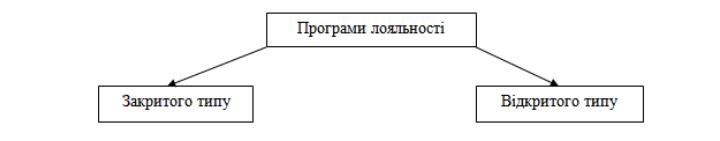 Програми лояльності
Закритого типу
Відкритого типу